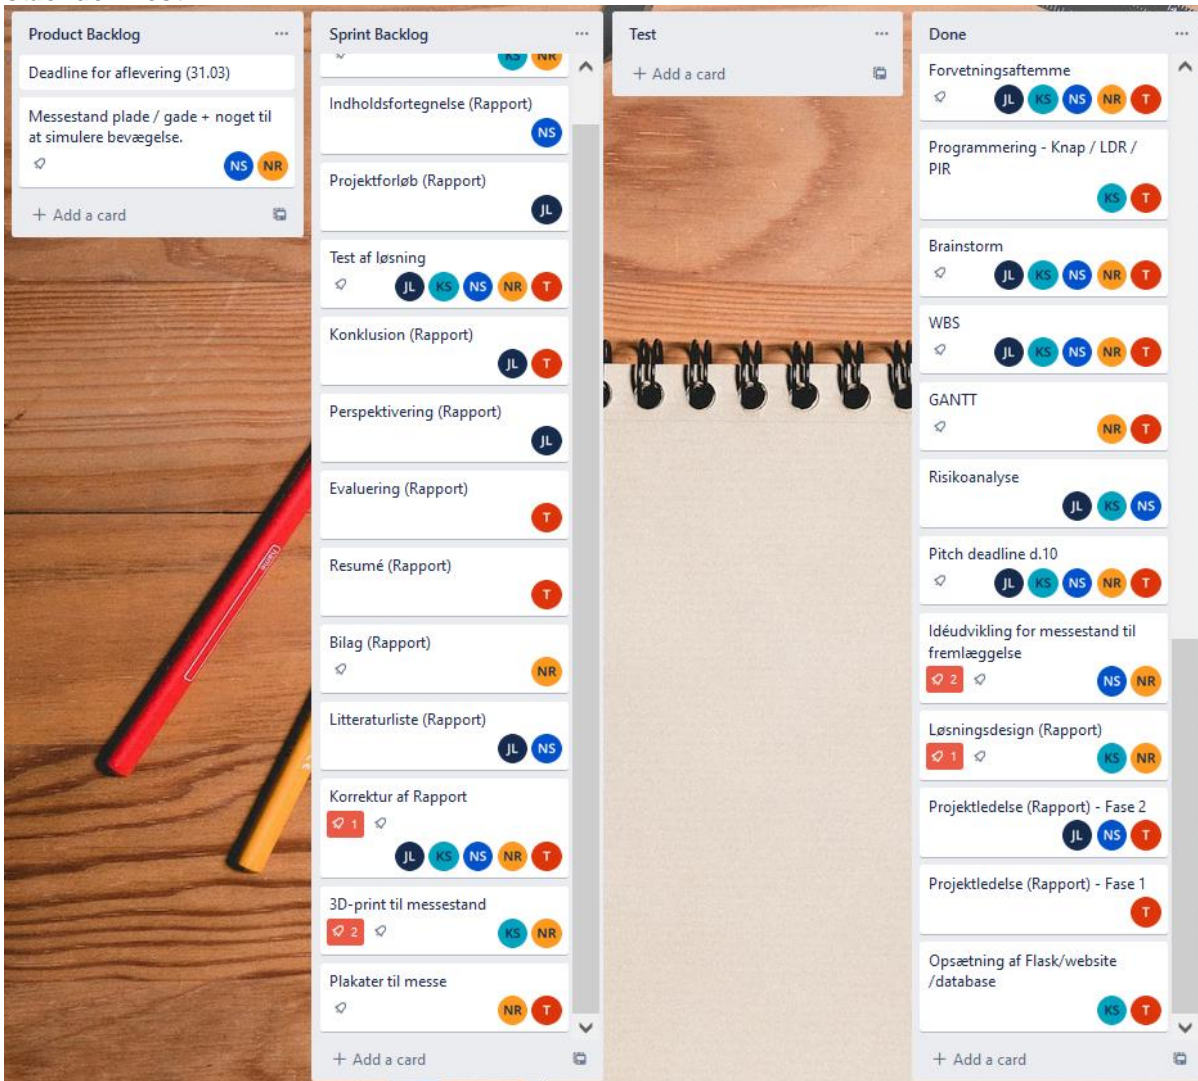 Product Backlog
Deadline for aflevering (31.03)
Messestand plade / gade + noget til
at simulere bevægelse.
NS NR
+ Add a card
Sprint Backlog
KS NR
Indholdsfortegnelse (Rapport)
NS
Projektforløb (Rapport)
JL
Test af løsning
JL KS NS NR T
Konklusion (Rapport)
JL T
Perspektivering (Rapport)
JL
Evaluering (Rapport)
T
Resumé (Rapport)
T
Bilag (Rapport)
NR
Litteraturliste (Rapport)
JL NS
Korrektur af Rapport
1
JL KS NS NR T
3D-print til messestand
2 KS NR
Plakater til messe
NR T
+ Add a card
Test
+ Add a card
Done
Forvetningsaftemme
JL KS NS NR T
Programmering - Knap / LDR /
PIR
KS T
Brainstorm
JL KS NS NR T
WBS
JL KS NS NR T
GANTT
NR T
Risikoanalyse
JL KS NS
Pitch deadline d.10
JL KS NS NR T
Idéudvikling for messestand til
fremlæggelse
2 NS NR
Løsningsdesign (Rapport)
1 KS NR
Projektledelse (Rapport) - Fase 2
JL NS T
Projektledelse (Rapport) - Fase 1
T
Opsætning af Flask/website
/database
KS T
+ Add a card